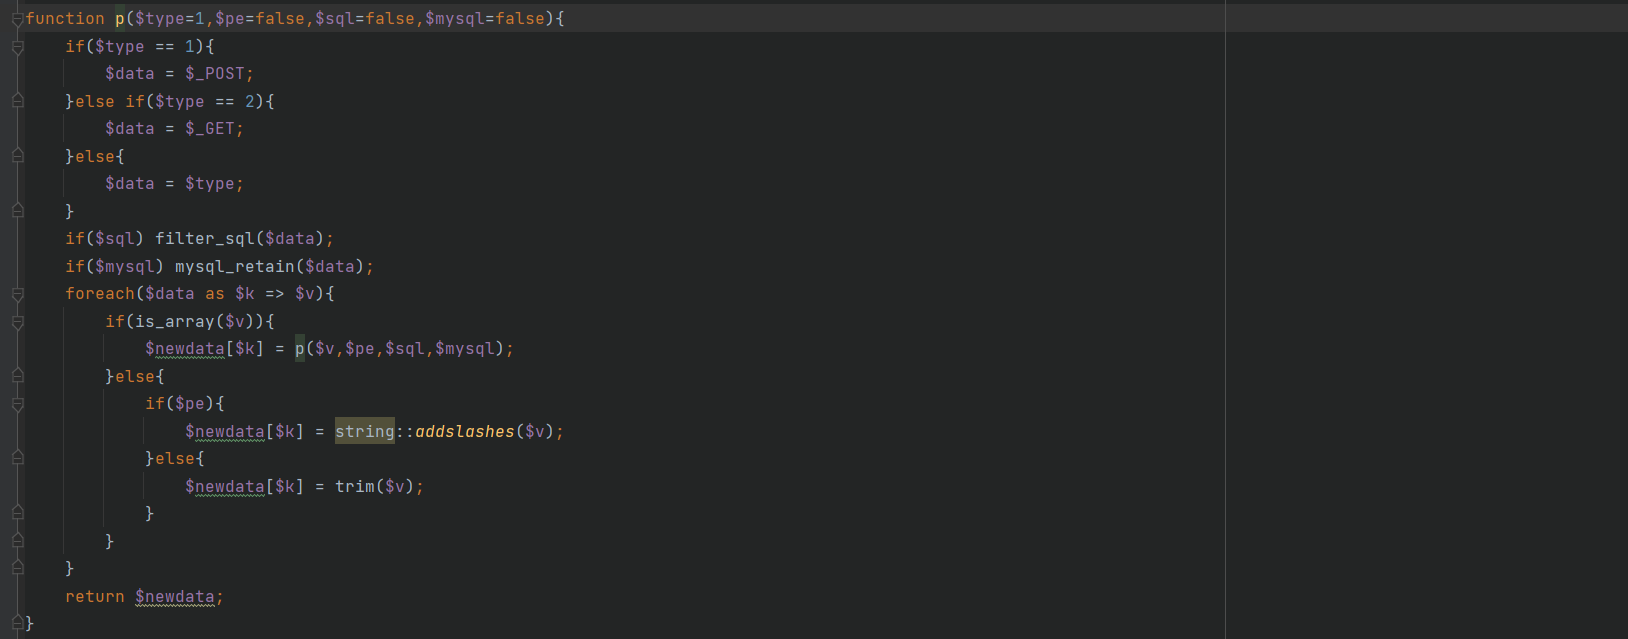 function p($type=1,$pe=false,$sql=false,$mysql=false){
    if($type == 1){
        $data = $_POST;
    }else if($type == 2){
        $data = $_GET;
    }else{
        $data = $type;
    }
    if($sql) filter_sql($data);
    if($mysql) mysql_retain($data);
    foreach($data as $k => $v){
        if(is_array($v)){
            $newdata[$k] = p($v,$pe,$sql,$mysql);
        }else{
            if($pe){
                $newdata[$k] = string::addslashes($v);
            }else{
                $newdata[$k] = trim($v);
            }
        }
    }
    return $newdata;
}